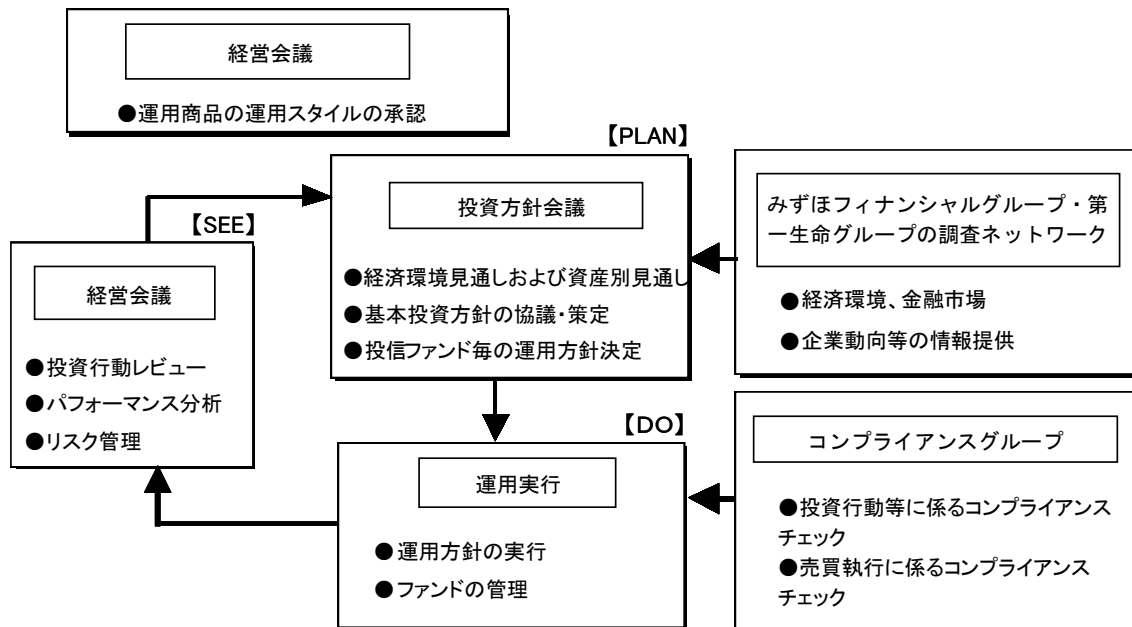 経営会議
●運用商品の運用スタイルの承認
【PLAN】
投資方針会議
●経済環境見通しおよび資産別見通し
●基本投資方針の協議・策定
●投信ファンド毎の運用方針決定
みずほフィナンシャルグループ・第
一生命グループの調査ネットワーク
●経済環境、金融市場
●企業動向等の情報提供
【SEE】
経営会議
●投資行動レビュー
●パフォーマンス分析
●リスク管理
【DO】
運用実行
●運用方針の実行
●ファンドの管理
コンプライアンスグループ
●投資行動等に係るコンプライアンス
チェック
●売買執行に係るコンプライアンス
チェック